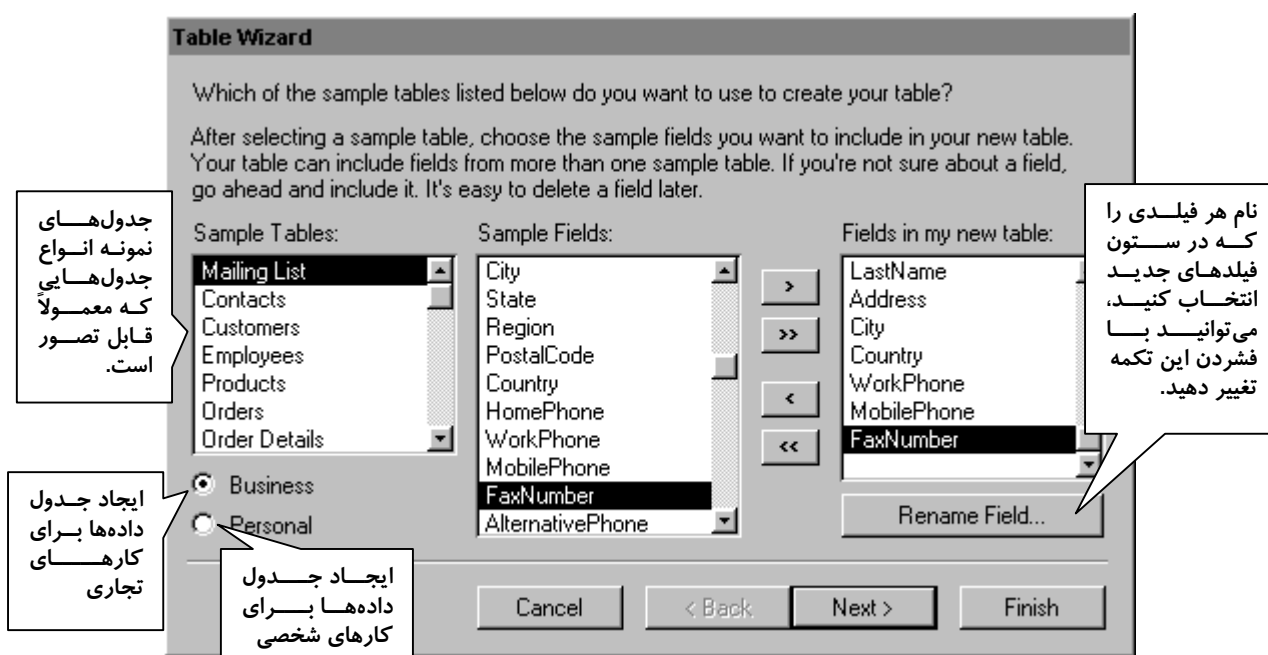 Table Wizard
Which of the sample tables listed below do you want to use to create your table?
After selecting a sample table, choose the sample fields you want to include in your new table.
Your table can include fields from more than one sample table. If you're not sure about a field,
go ahead and include it. It's easy to delete a field later.
جدول‌های
نمونه انواع
جدول‌هایی
که معمولاً
قابل تصور
است.
Sample Tables:
Mailing List
Contacts
Customers
Employees
Products
Orders
Order Details
Business
Personal
ایجاد جدول
داده‌ها برای
کارهای
تجاری
ایجاد جدول
داده‌ها برای
کارهای شخصی
Sample Fields:
City
State
Region
PostalCode
Country
HomePhone
WorkPhone
MobilePhone
FaxNumber
AlternativePhone
>
>>
<
<<
Fields in my new table:
LastName
Address
City
Country
WorkPhone
MobilePhone
FaxNumber
Rename Field...
نام هر فیلدی را
که در ستون
فیلدهای جدید
انتخاب کنید،
می‌توانید با
فشردن این تکمه
تغییر دهید.
Cancel
< Back
Next >
Finish